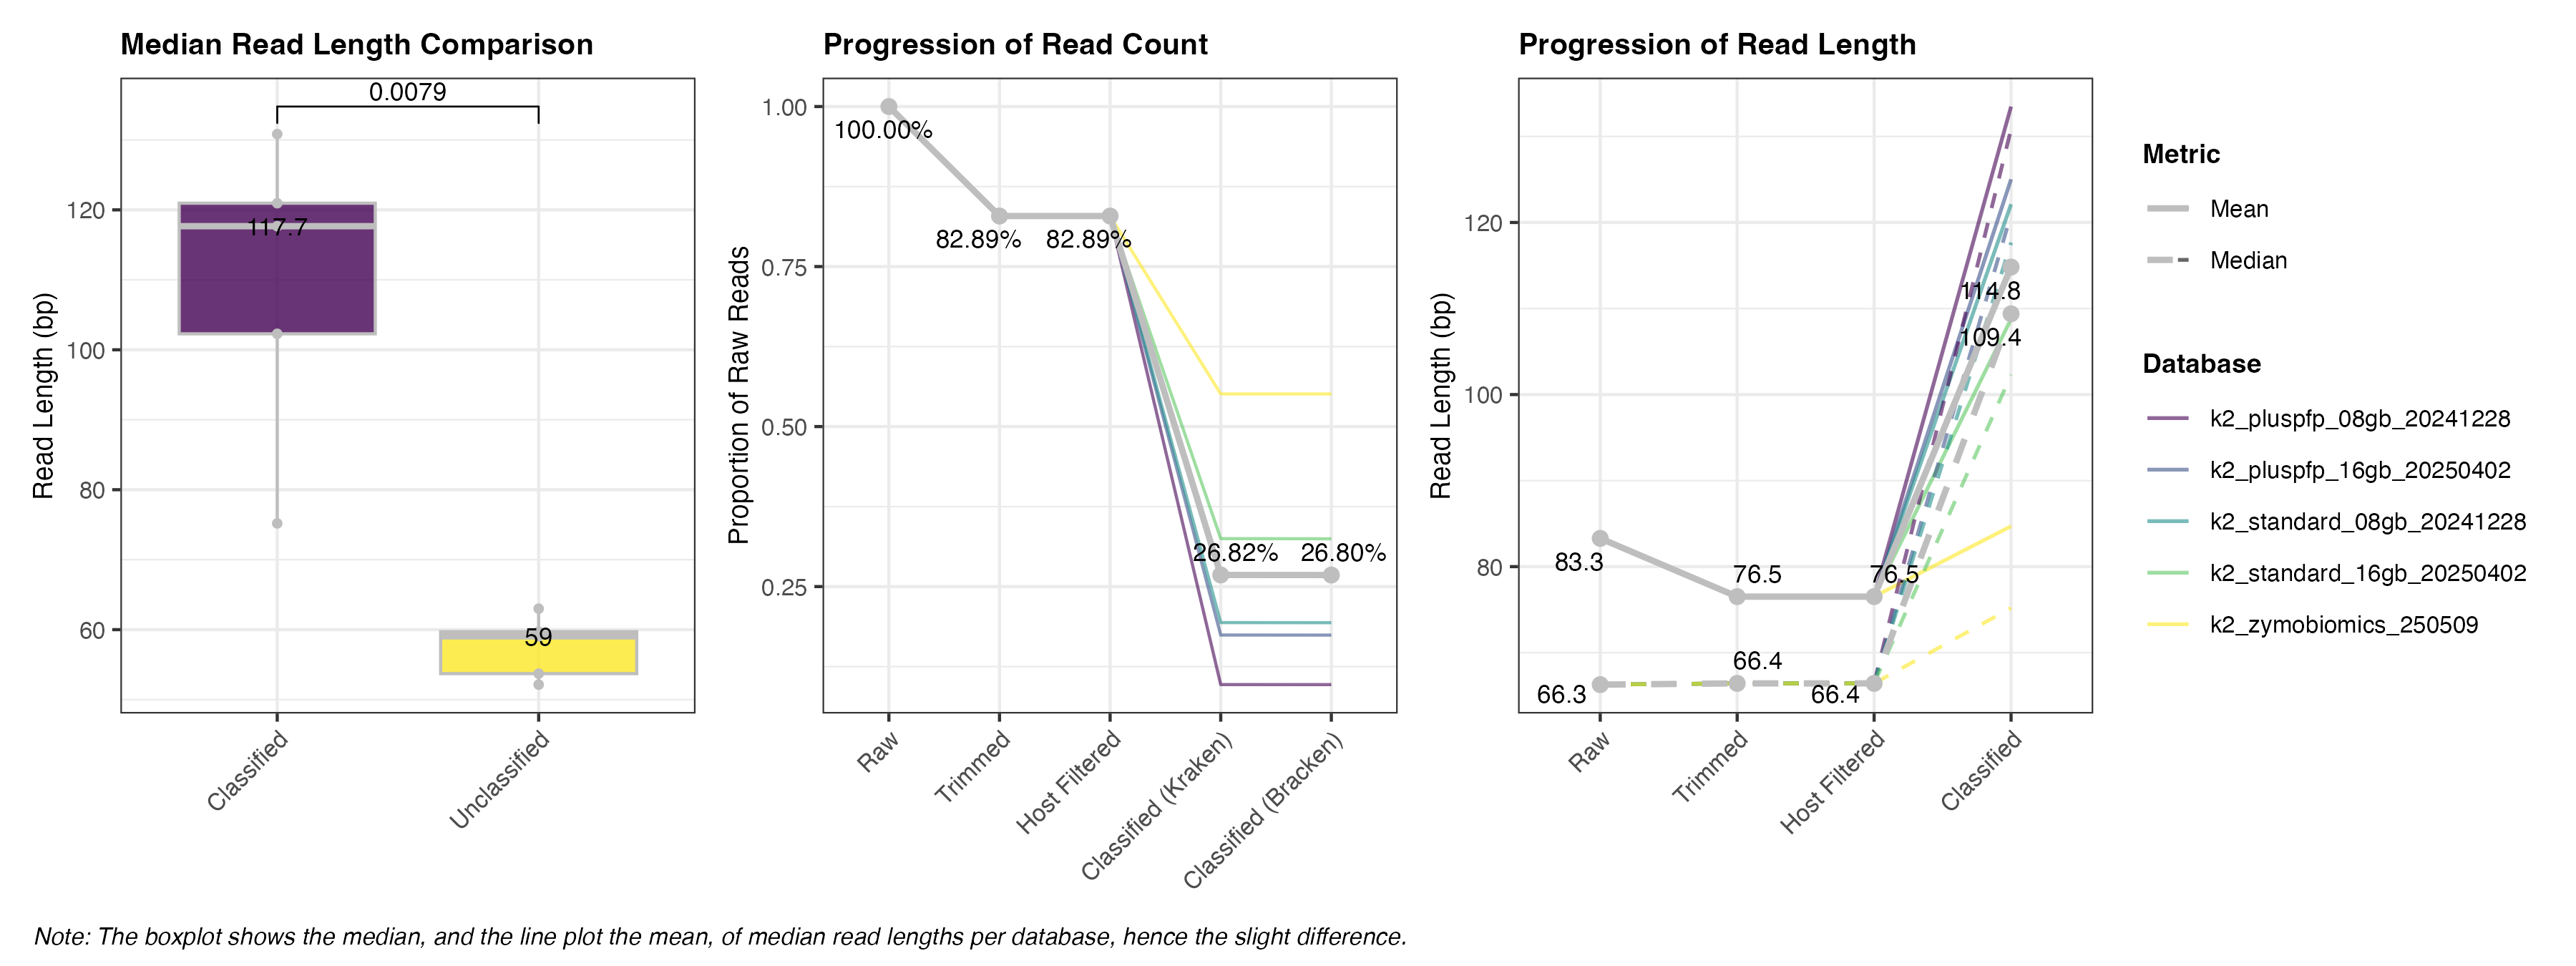 Median Read Length Comparison
Read Length (bp)
120
100
80
60
0.0079
117.7
59
Classified
Unclassified
Progression of Read Count
Proportion of Raw Reads
1.00
0.75
0.50
0.25
100.00%
82.89%
82.89%
26.82%
26.80%
Raw
Trimmed
Host Filtered
Classified (Kraken)
Classified (Bracken)
Progression of Read Length
Read Length (bp)
120
100
80
83.3
76.5
76.5
114.8
109.4
66.3
66.4
66.4
Raw
Trimmed
Host Filtered
Classified
Metric
Mean
Median
Database
k2_pluspfp_08gb_20241228
k2_pluspfp_16gb_20250402
k2_standard_08gb_20241228
k2_standard_16gb_20250402
k2_zymobiomics_250509
Note: The boxplot shows the median, and the line plot the mean, of median read lengths per database, hence the slight difference.